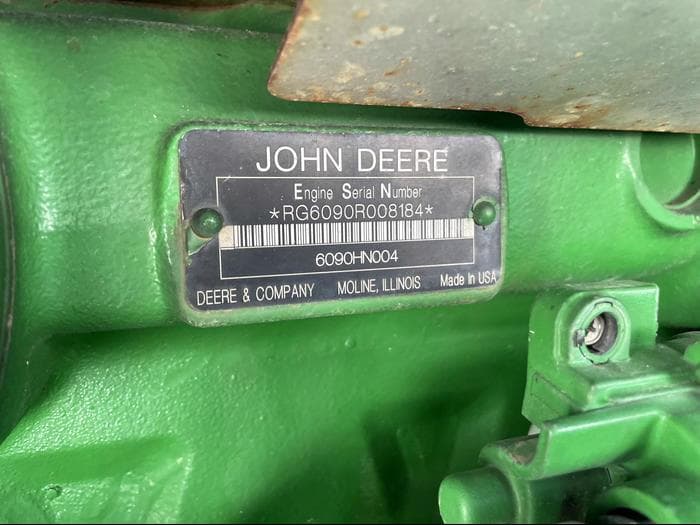 JOHN DEERE
Engine Serial Number
*RG6090R008184*
6090HN004
DEERE & COMPANY MOLINE, ILLINOIS Made In USA